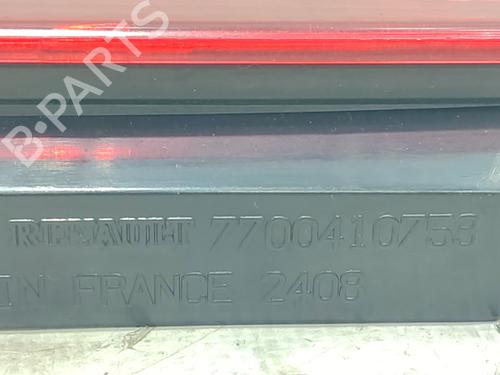 B-PARTS
RENAULT 7700410753
IN FRANCE 2408